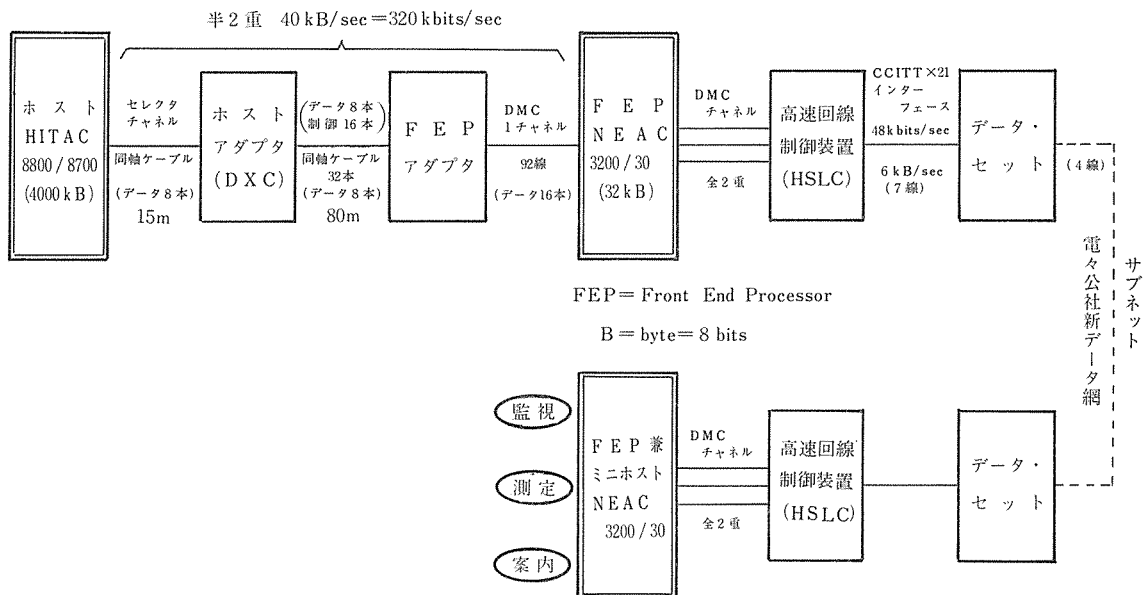 半2重 40kB/sec=320kbits/sec
ホスト
HITAC
8800/8700
(4000kB)
セレクタ
チャネル
同軸ケーブル
(データ8本)
15m
ホスト
アダプタ
(DXC)
(データ8本
制御16本)
同軸ケーブル
32本
(データ8本)
80m
FEP
アダプタ
DMC
1チャネル
92線
(データ16本)
FEP
NEAC
3200/30
(32kB)
DMC
チャネル
全2重
高速回線
制御装置
(HSLC)
CCITT×21
インター
フェース
48kbits/sec
6kB/sec
(7線)
データ・
セット
(4線)
電々公社新データ網
サブネット
FEP=Front End Processor
B=byte=8 bits
監視
測定
案内
FEP兼
ミニホスト
NEAC
3200/30
DMC
チャネル
全2重
高速回線
制御装置
(HSLC)
データ・
セット